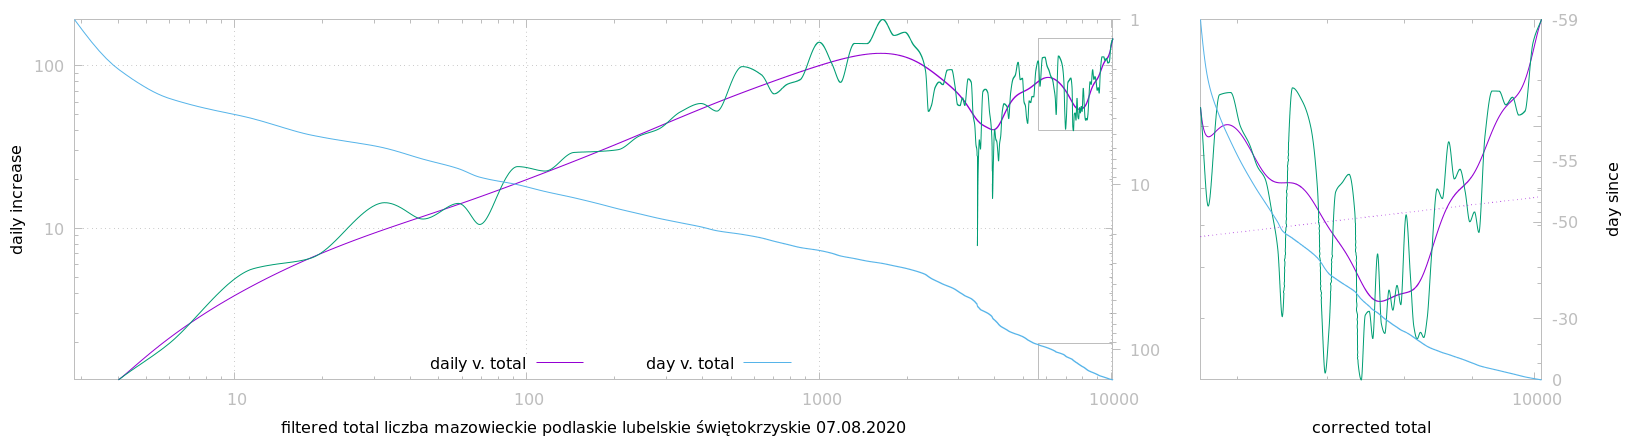 daily increase
100
10
1
10
100
daily v. total
day v. total
10
100
1000
10000
filtered total liczba mazowieckie podlaskie lubelskie świętokrzyskie 07.08.2020
-59
-55
-50
-30
0
day since
10000
corrected total